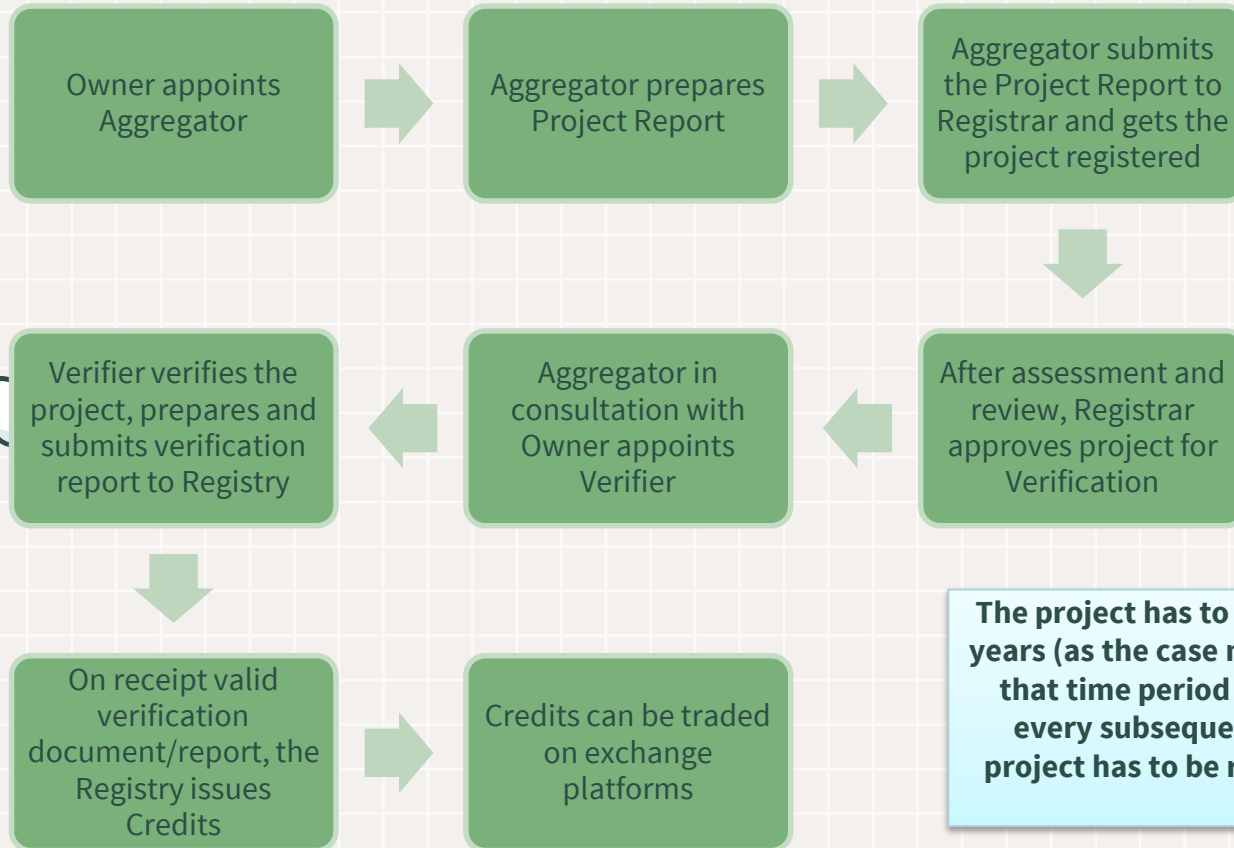 Owner appoints
Aggregator
Aggregator prepares
Project Report
Aggregator submits
the Project Report to
Registrar and gets the
project registered
After assessment and
review, Registrar
approves project for
Verification
Aggregator in
consultation with
Owner appoints
Verifier
Verifier verifies the
project, prepares and
submits verification
report to Registry
On receipt valid
verification
document/report, the
Registry issues
Credits
Credits can be traded
on exchange
platforms
The project has to
years (as the case
that time period
every
project has to be